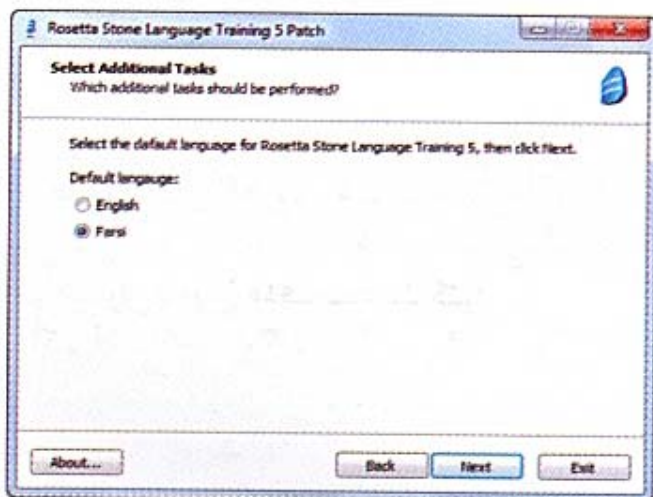 Rosetta Stone Language Training 5 Patch
Select Additional Tasks
Which additional tasks should be performed?
Select the default language for Rosetta Stone Language Training 5, then click Next.
Default langauge:
English
Farsi
About...
Back
Next
Exit